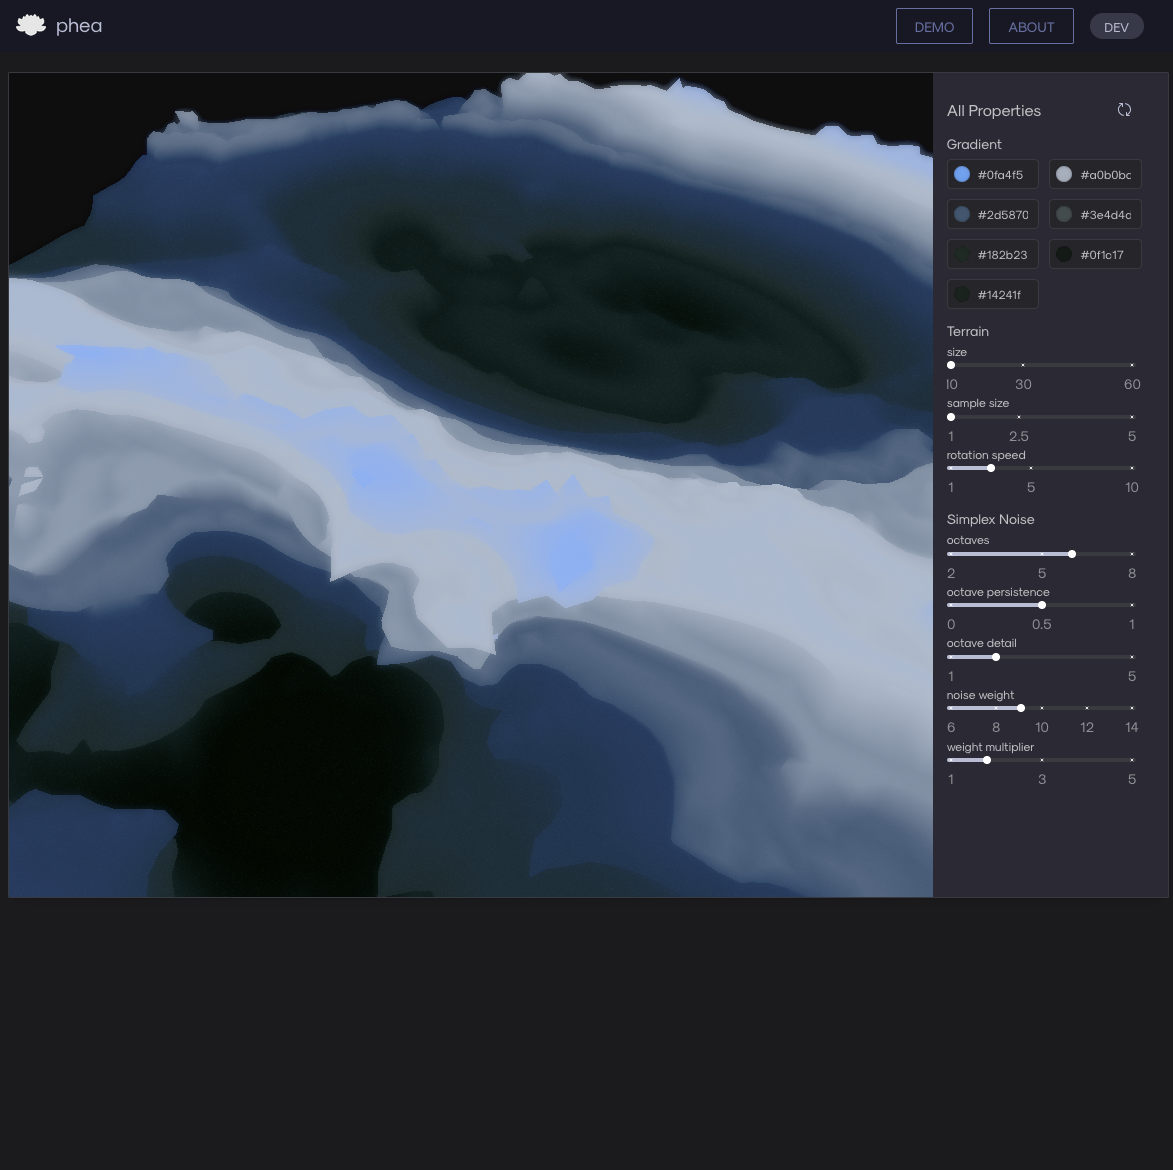 phea
DEMO
ABOUT
DEV
All Properties
Gradient
#0fa4f5
#a0b0bc
#2d5870
#3e4d4c
#182b23
#0f1c17
#14241f
Terrain
size
10 30 60
sample size
1 2.5 5
rotation speed
1 5 10
Simplex Noise
octaves
2 5 8
octave persistence
0 0.5 1
octave detail
1 5
noise weight
6 8 10 12 14
weight multiplier
1 3 5